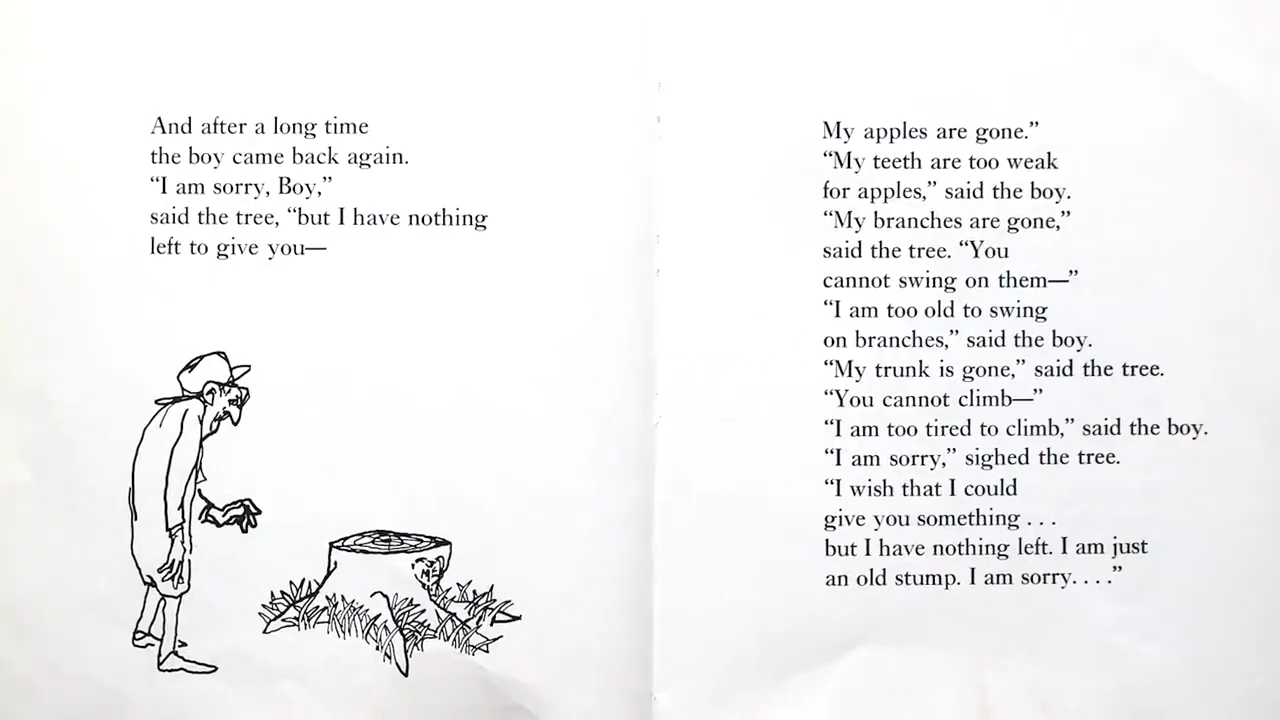 And after a long time
the boy came back again.
“I am sorry, Boy,”
said the tree, “but I have nothing
left to give you—
M.E.
My apples are gone.”
“My teeth are too weak
for apples,” said the boy.
“My branches are gone,”
said the tree. “You
cannot swing on them—”
“I am too old to swing
on branches,” said the boy.
“My trunk is gone,” said the tree.
“You cannot climb—”
“I am too tired to climb,” said the boy.
“I am sorry,” sighed the tree.
“I wish that I could
give you something . . .
but I have nothing left. I am just
an old stump. I am sorry. . . .”